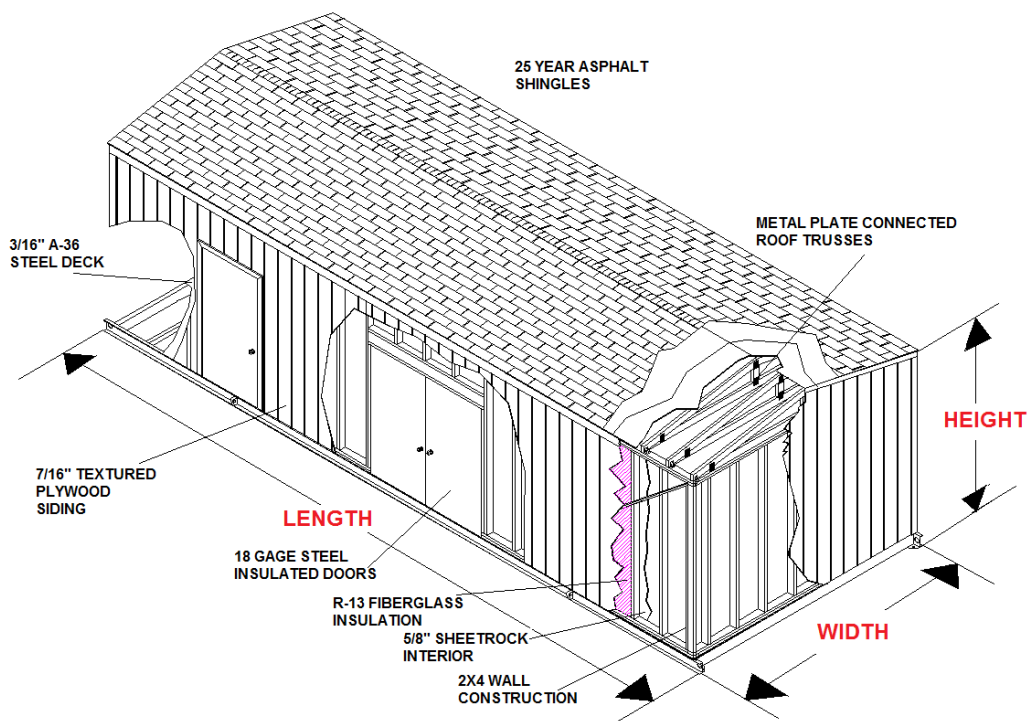 25 YEAR ASPHALT
SHINGLES
METAL PLATE CONNECTED
ROOF TRUSSES
3/16" A-36
STEEL DECK
HEIGHT
7/16" TEXTURED
PLYWOOD
SIDING
LENGTH
18 GAGE STEEL
INSULATED DOORS
R-13 FIBERGLASS
INSULATION
WIDTH
5/8" SHEETROCK
INTERIOR
2X4 WALL
CONSTRUCTION